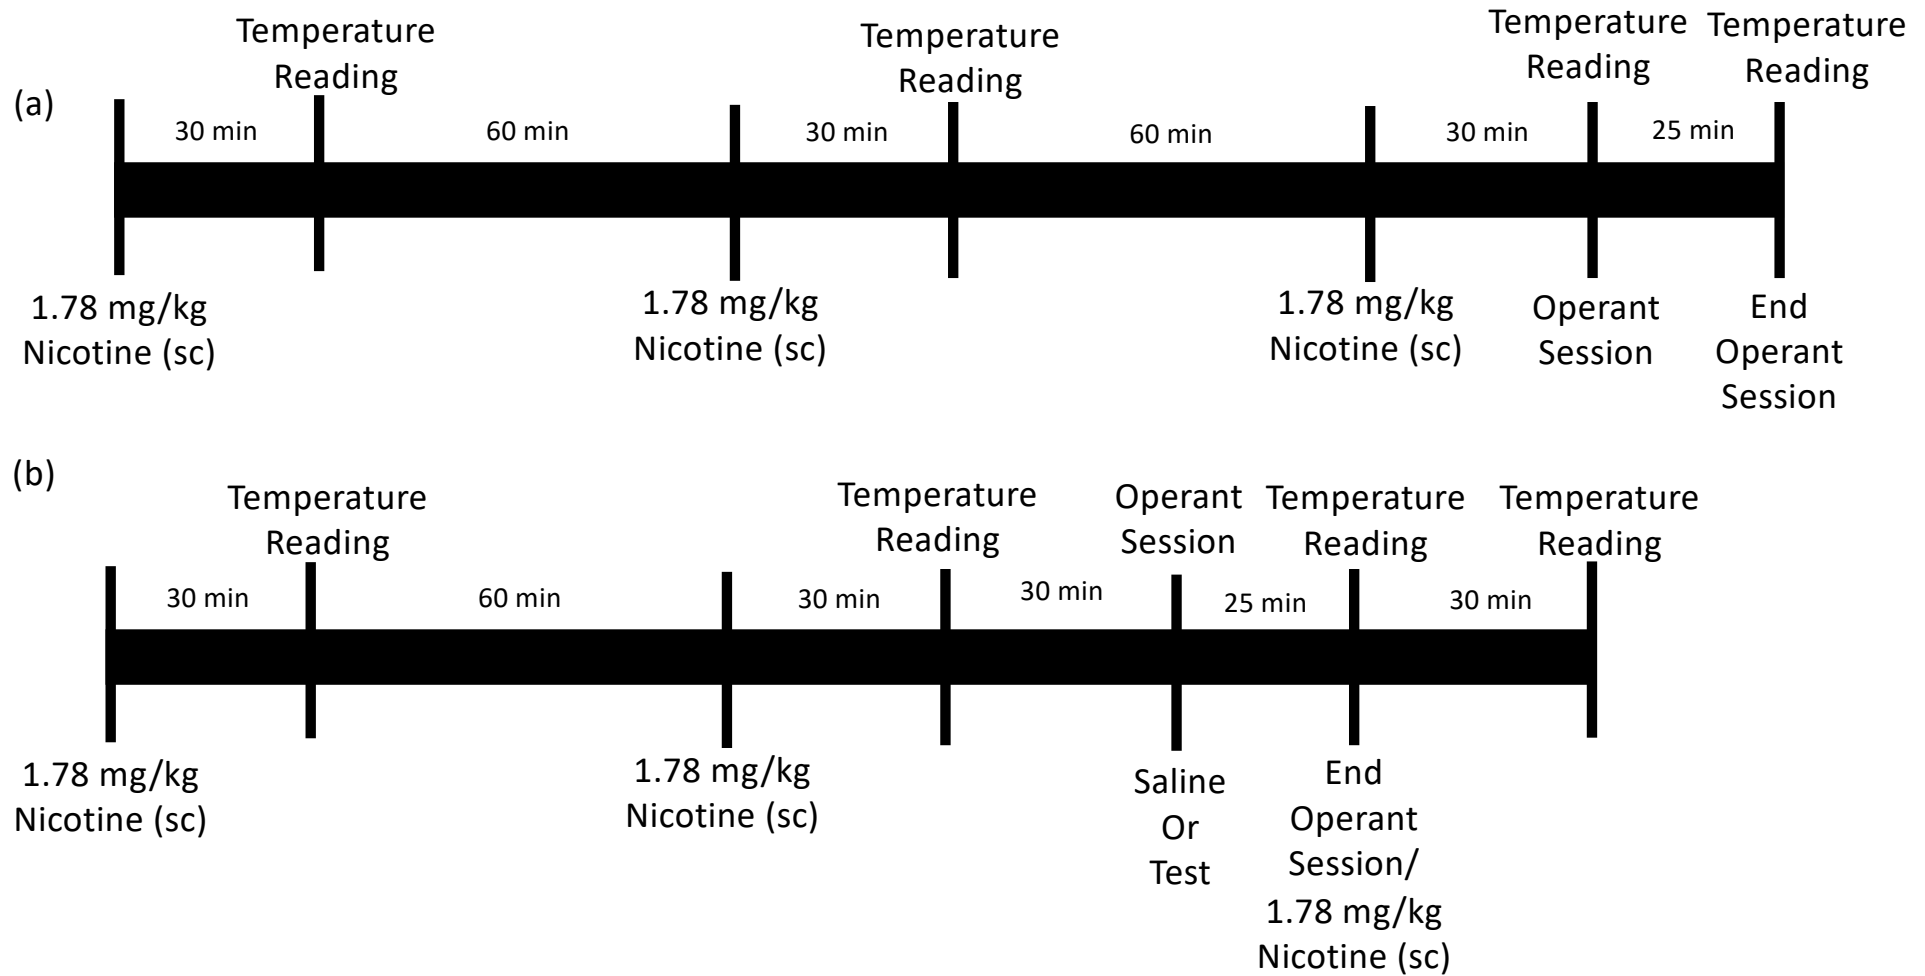 (a)
Temperature
Reading
Temperature
Reading
Temperature
Reading
Temperature
Reading
30 min
60 min
30 min
60 min
30 min
25 min
1.78 mg/kg
Nicotine (sc)
1.78 mg/kg
Nicotine (sc)
1.78 mg/kg
Nicotine (sc)
Operant
Session
End
Operant
Session
(b)
Temperature
Reading
Temperature
Reading
Operant
Session
Temperature
Reading
Temperature
Reading
30 min
60 min
30 min
30 min
25 min
30 min
1.78 mg/kg
Nicotine (sc)
1.78 mg/kg
Nicotine (sc)
Saline
Or
Test
End
Operant
Session/
1.78 mg/kg
Nicotine (sc)